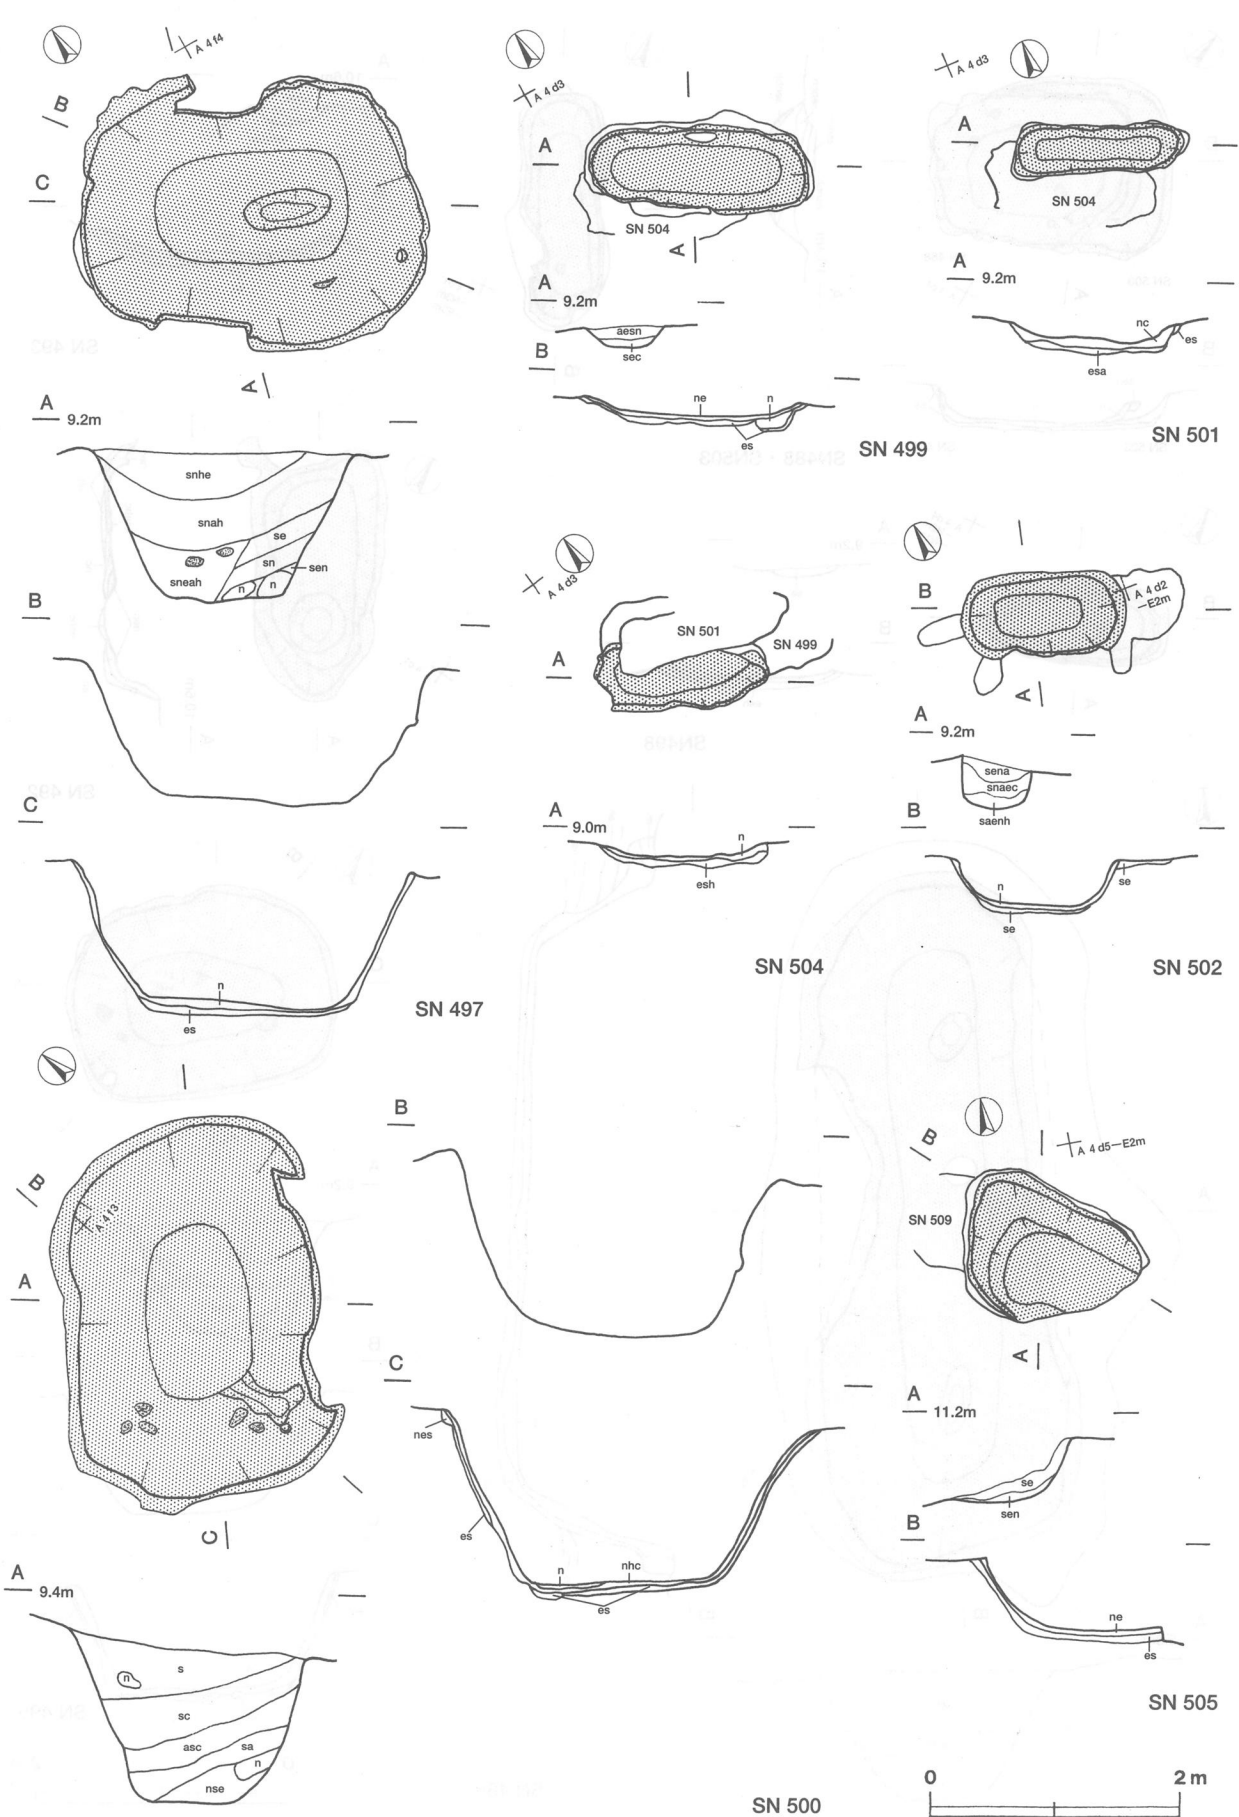 A 4 i4
B
C
A
A
9.2m
snhe
snah
se
sn
sen
sneah
n
n
B
C
n
es
SN 497
A 4 d3
A
SN 504
A
A
9.2m
aesn
sec
B
ne
n
es
SN 499
A 4 d3
A
SN 504
A
9.2m
nc
es
esa
SN 501
A 4 d3
SN 501
SN 499
A
A
9.0m
n
esh
SN 504
B
A 4 d2
—E2m
A
A
9.2m
sena
snaec
saenh
B
n
se
se
SN 502
B
A 4 i3
A
C
A
9.4m
n
s
sc
asc
sa
n
nse
B
C
nes
es
n
nhc
es
SN 500
B
A 4 d5—E2m
SN 509
A
A
11.2m
se
sen
B
ne
es
SN 505
0
2 m